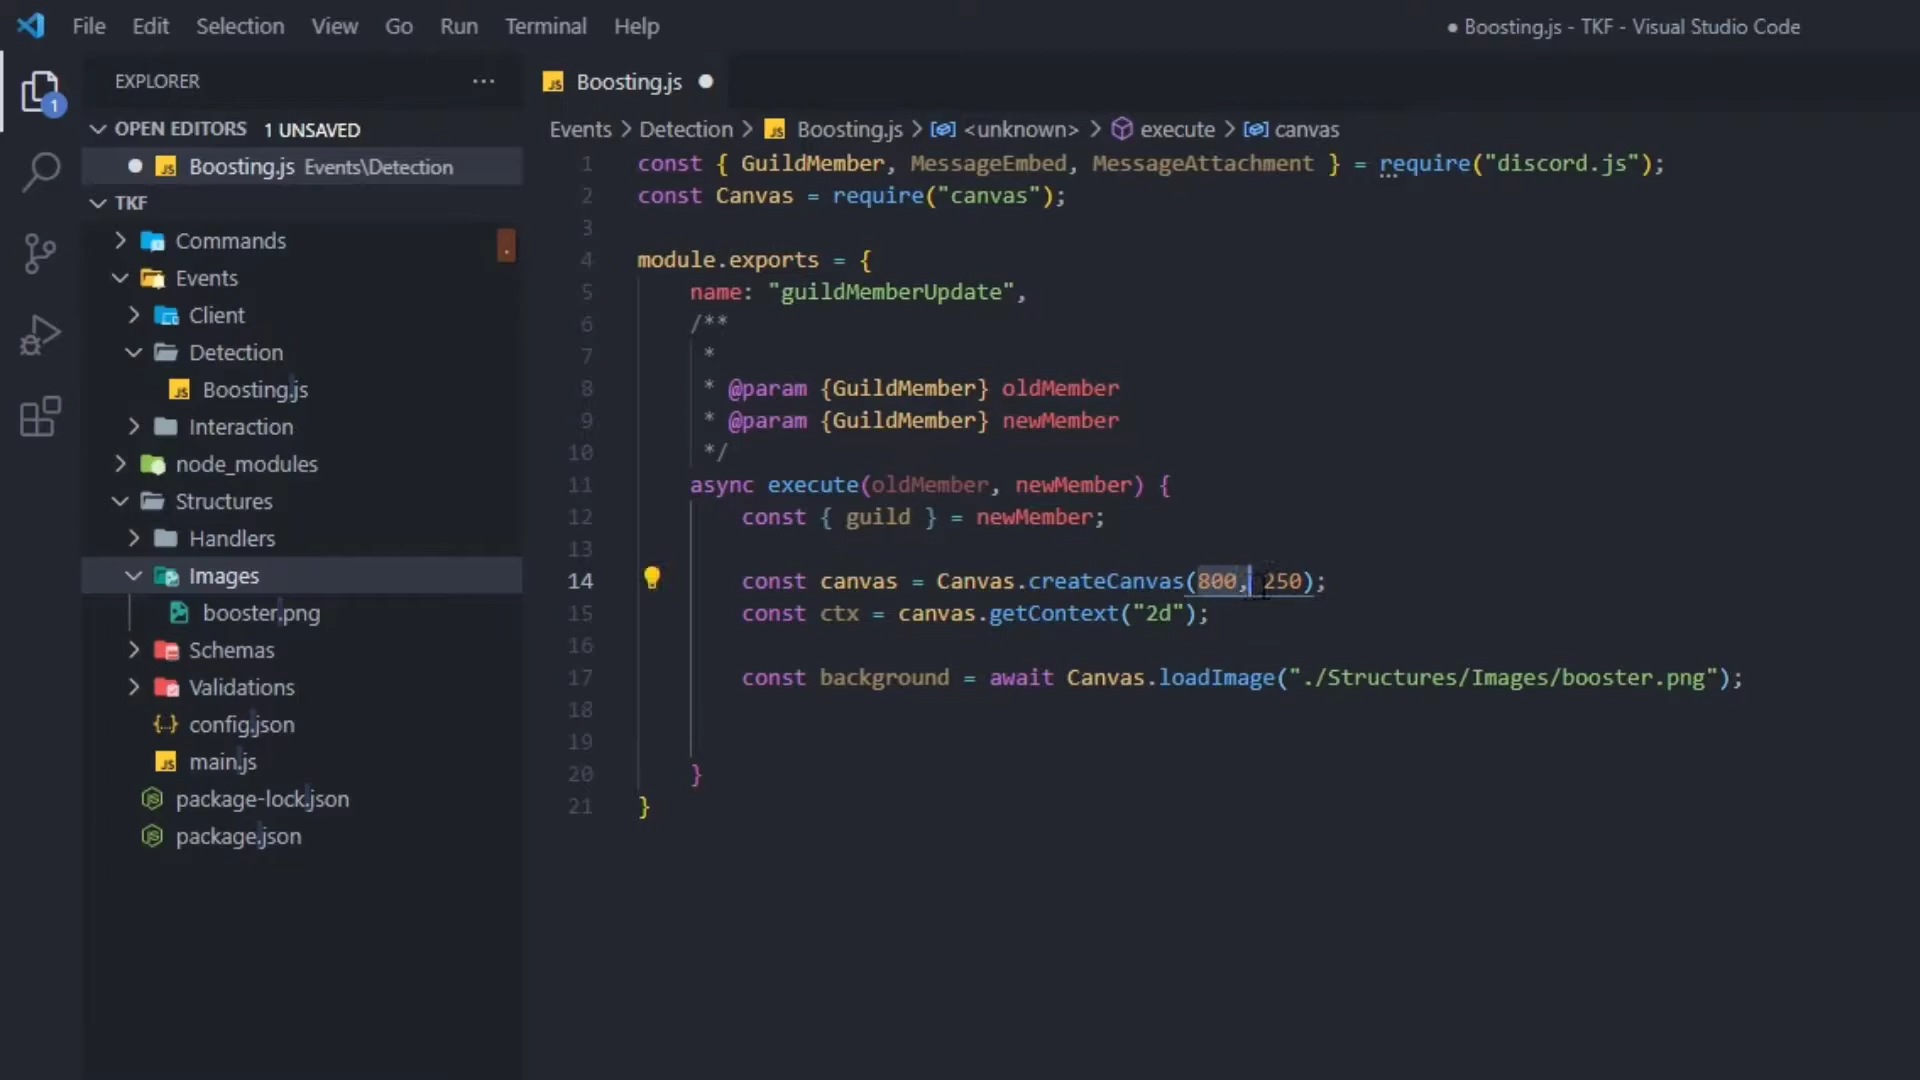 File Edit Selection View Go Run Terminal Help
● Boosting.js - TKF - Visual Studio Code
EXPLORER ···
1
OPEN EDITORS 1 UNSAVED
Boosting.js Events\Detection
TKF
Commands
Events
Client
Detection
Boosting.js
Interaction
node_modules
Structures
Handlers
Images
booster.png
Schemas
Validations
config.json
main.js
package-lock.json
package.json
Boosting.js ●
Events > Detection > Boosting.js > <unknown> > execute > canvas
1 const { GuildMember, MessageEmbed, MessageAttachment } = require("discord.js");
2 const Canvas = require("canvas");
3
4 module.exports = {
5 name: "guildMemberUpdate",
6 /**
7 *
8 * @param {GuildMember} oldMember
9 * @param {GuildMember} newMember
10 */
11 async execute(oldMember, newMember) {
12 const { guild } = newMember;
13
14 const canvas = Canvas.createCanvas(800, 250);
15 const ctx = canvas.getContext("2d");
16
17 const background = await Canvas.loadImage("./Structures/Images/booster.png");
18
19
20 }
21 }